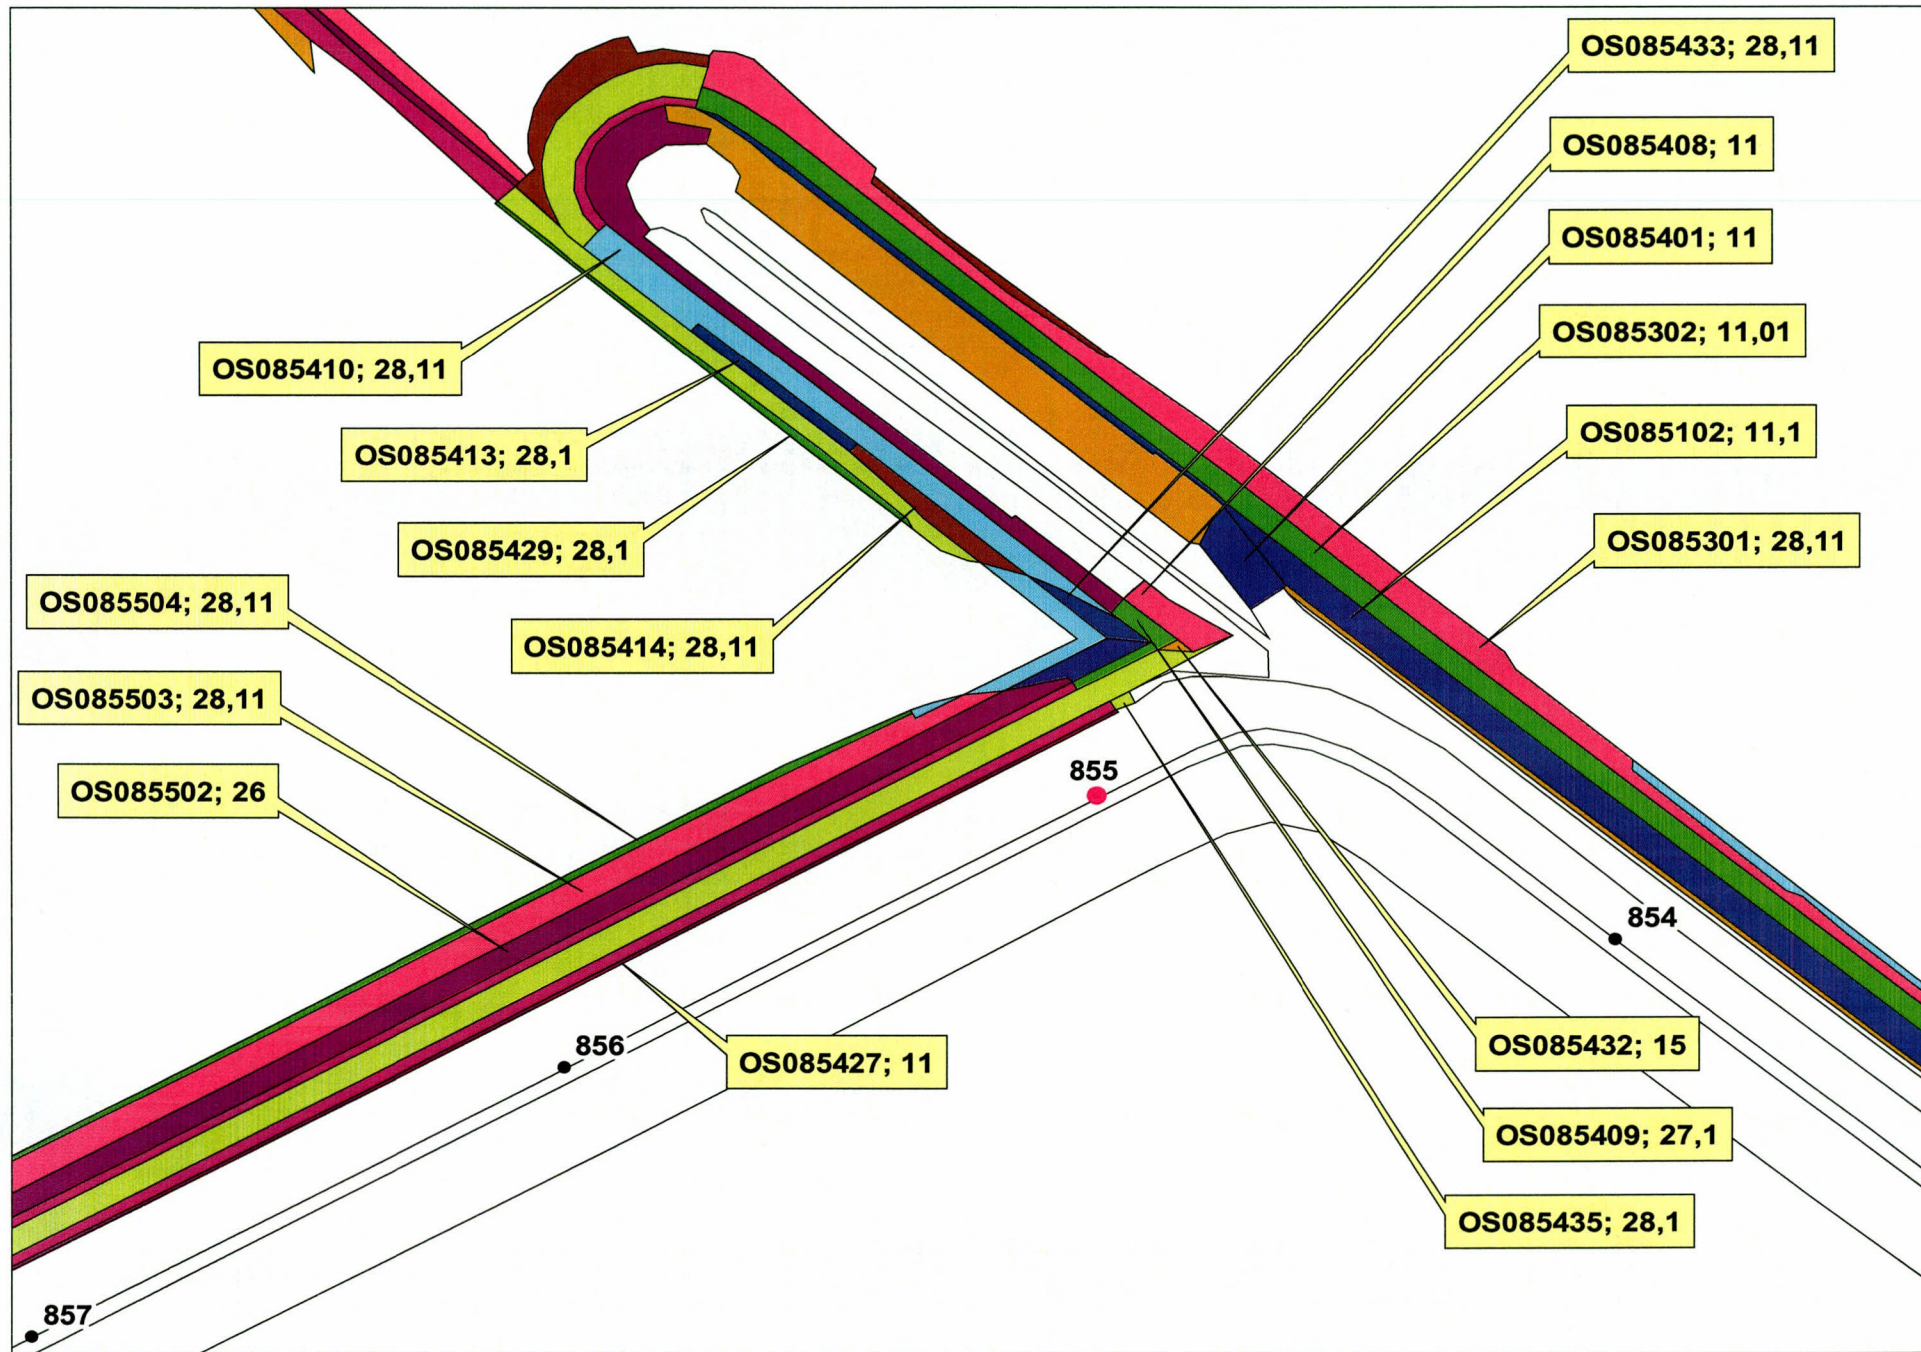 OS085433; 28,11
OS085408; 11
OS085401; 11
OS085302; 11,01
OS085410; 28,11
OS085102; 11,1
OS085413; 28,1
OS085301; 28,11
OS085429; 28,1
OS085504; 28,11
OS085414; 28,11
OS085503; 28,11
OS085502; 26
855
854
856
OS085427; 11
OS085432; 15
OS085409; 27,1
OS085435; 28,1
857